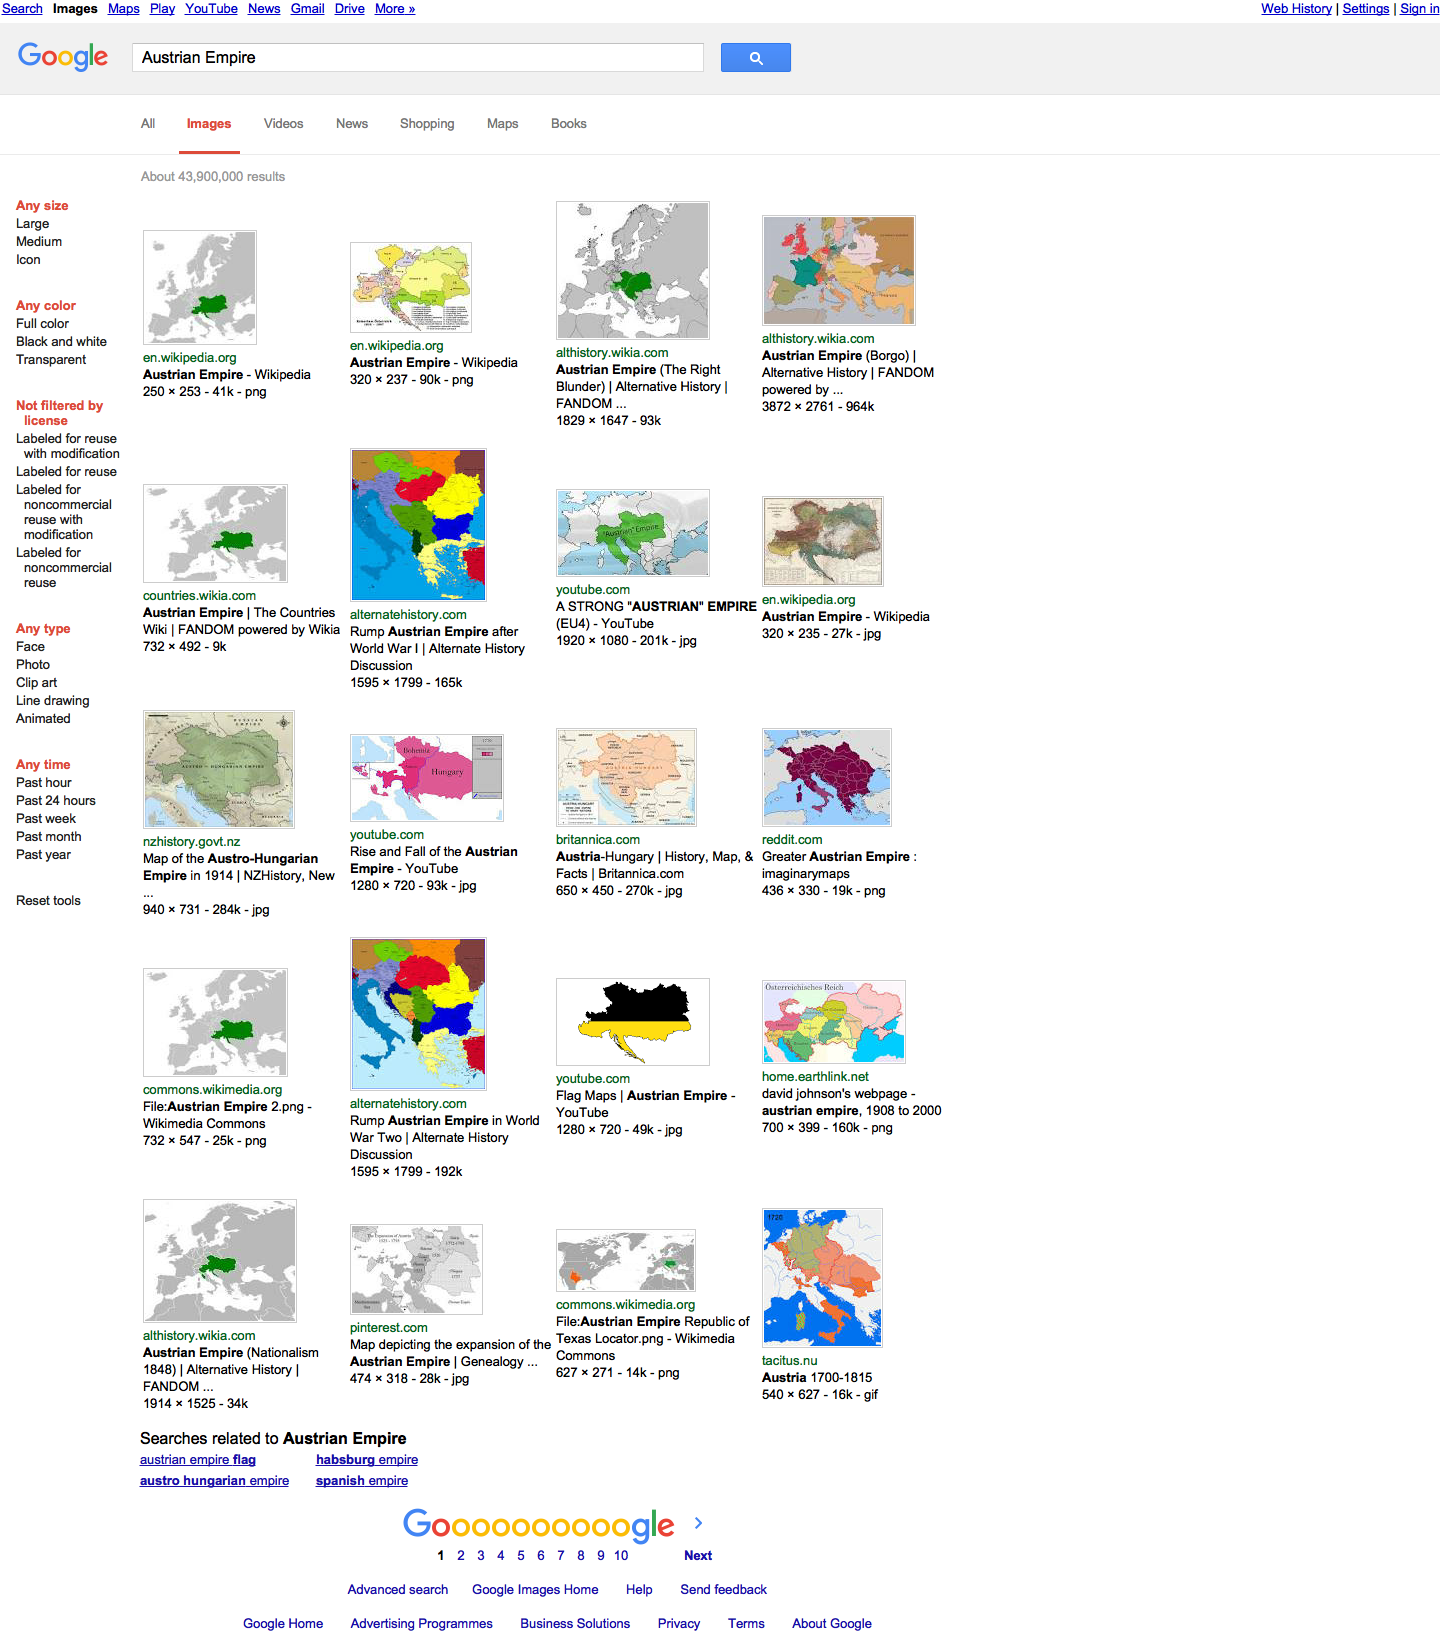 Search Images Maps Play YouTube News Gmail Drive More »
Web History | Settings | Sign in
Google
Austrian Empire
All Images Videos News Shopping Maps Books
About 43,900,000 results
Any size
Large
Medium
Icon
Any color
Full color
Black and white
Transparent
Not filtered by
license
Labeled for reuse
with modification
Labeled for reuse
Labeled for
noncommercial
reuse with
modification
Labeled for
noncommercial
reuse
Any type
Face
Photo
Clip art
Line drawing
Animated
Any time
Past hour
Past 24 hours
Past week
Past month
Past year
Reset tools
en.wikipedia.org
Austrian Empire - Wikipedia
250 × 253 - 41k - png
en.wikipedia.org
Austrian Empire - Wikipedia
320 × 237 - 90k - png
althistory.wikia.com
Austrian Empire (The Right
Blunder) | Alternative History |
FANDOM ...
1829 × 1647 - 93k
althistory.wikia.com
Austrian Empire (Borgo) |
Alternative History | FANDOM
powered by ...
3872 × 2761 - 964k
countries.wikia.com
Austrian Empire | The Countries
Wiki | FANDOM powered by Wikia
732 × 492 - 9k
alternatehistory.com
Rump Austrian Empire after
World War I | Alternate History
Discussion
1595 × 1799 - 165k
"Austrian" Empire
youtube.com
A STRONG "AUSTRIAN" EMPIRE
(EU4) - YouTube
1920 × 1080 - 201k - jpg
en.wikipedia.org
Austrian Empire - Wikipedia
320 × 235 - 27k - jpg
AUSTRO - HUNGARIAN EMPIRE
nzhistory.govt.nz
Map of the Austro-Hungarian
Empire in 1914 | NZHistory, New
...
940 × 731 - 284k - jpg
Bohemia
Hungary
youtube.com
Rise and Fall of the Austrian
Empire - YouTube
1280 × 720 - 93k - jpg
britannica.com
Austria-Hungary | History, Map, &
Facts | Britannica.com
650 × 450 - 270k - jpg
reddit.com
Greater Austrian Empire :
imaginarymaps
436 × 330 - 19k - png
commons.wikimedia.org
File:Austrian Empire 2.png -
Wikimedia Commons
732 × 547 - 25k - png
alternatehistory.com
Rump Austrian Empire in World
War Two | Alternate History
Discussion
1595 × 1799 - 192k
youtube.com
Flag Maps | Austrian Empire -
YouTube
1280 × 720 - 49k - jpg
Österreichisches Reich
home.earthlink.net
david johnson's webpage -
austrian empire, 1908 to 2000
700 × 399 - 160k - png
althistory.wikia.com
Austrian Empire (Nationalism
1848) | Alternative History |
FANDOM ...
1914 × 1525 - 34k
pinterest.com
Map depicting the expansion of the
Austrian Empire | Genealogy ...
474 × 318 - 28k - jpg
commons.wikimedia.org
File:Austrian Empire Republic of
Texas Locator.png - Wikimedia
Commons
627 × 271 - 14k - png
1720
tacitus.nu
Austria 1700-1815
540 × 627 - 16k - gif
Searches related to Austrian Empire
austrian empire flag habsburg empire
austro hungarian empire spanish empire
Goooooooooogle
1 2 3 4 5 6 7 8 9 10 Next
Advanced search Google Images Home Help Send feedback
Google Home Advertising Programmes Business Solutions Privacy Terms About Google